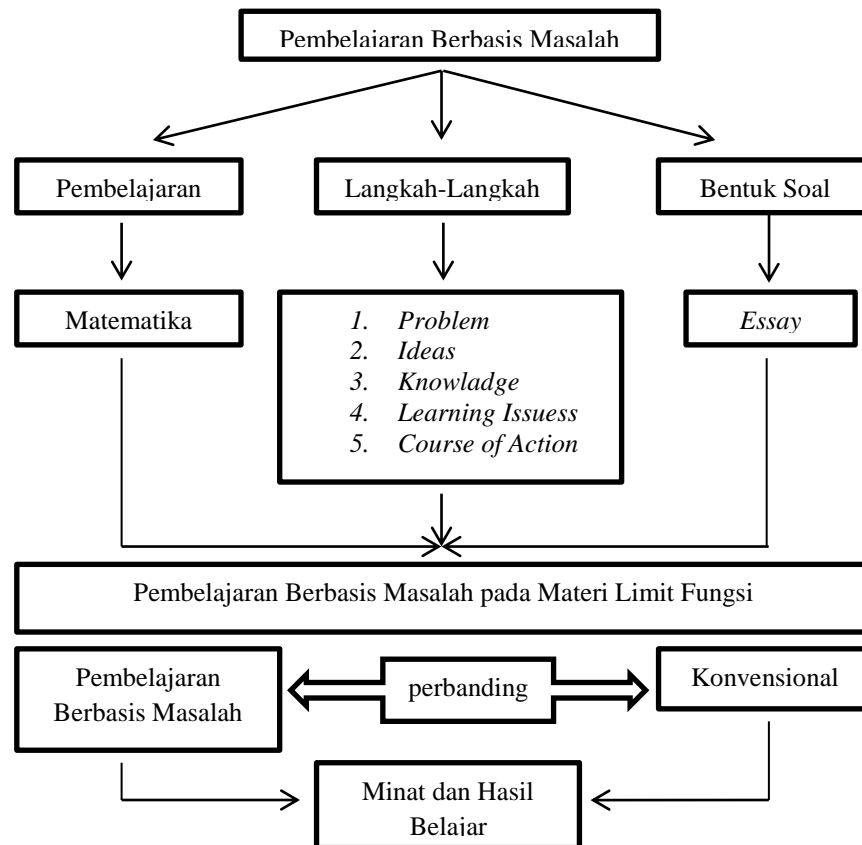 Pembelajaran Berbasis Masalah
Pembelajaran
Langkah-Langkah
Bentuk Soal
Matematika
1. Problem
2. Ideas
3. Knowladge
4. Learning Issuess
5. Course of Action
Essay
Pembelajaran Berbasis Masalah pada Materi Limit Fungsi
Pembelajaran
Berbasis Masalah
perbanding
Konvensional
Minat dan Hasil
Belajar